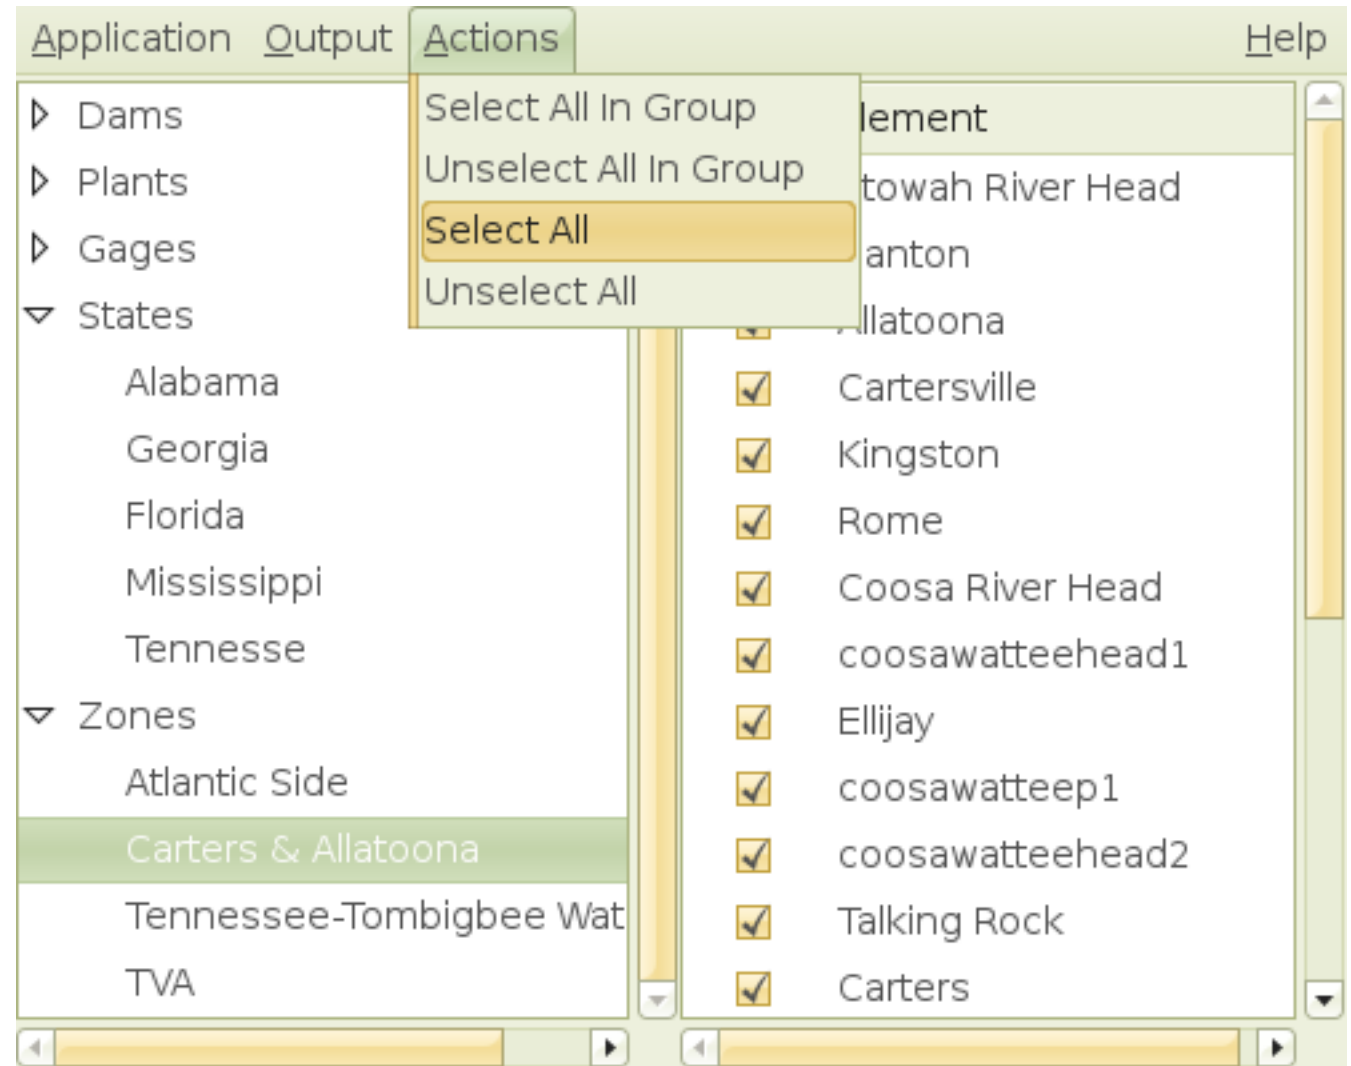 Application Output Actions Help
Select All In Group
Unselect All In Group
Select All
Unselect All
Dams
Plants
Gages
States
Alabama
Georgia
Florida
Mississippi
Tennesse
Zones
Atlantic Side
Carters & Allatoona
Tennessee-Tombigbee Wat
TVA
lement
towah River Head
anton
Allatoona
Cartersville
Kingston
Rome
Coosa River Head
coosawatteehead1
Ellijay
coosawatteep1
coosawatteehead2
Talking Rock
Carters